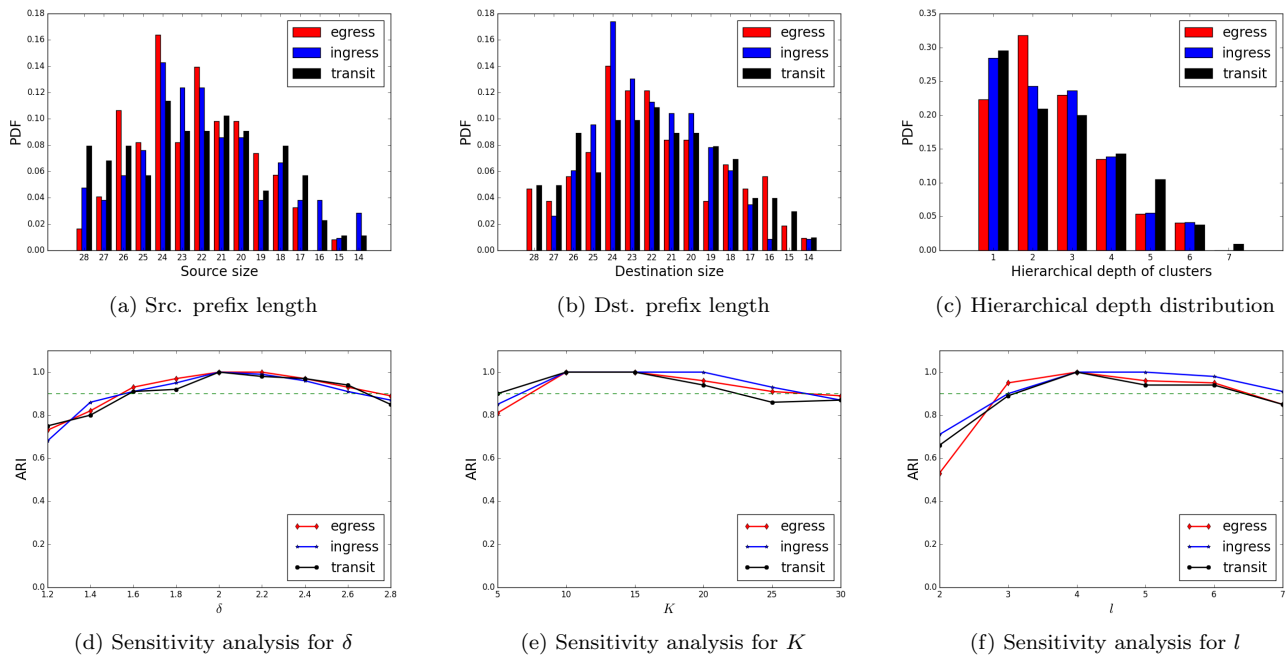 0.18
0.16
0.14
0.12
0.10
0.08
0.06
0.04
0.02
0.00
PDF
egress
ingress
transit
28 27 26 25 24 23 22 21 20 19 18 17 16 15 14
Source size
(a) Src. prefix length
0.18
0.16
0.14
0.12
0.10
0.08
0.06
0.04
0.02
0.00
PDF
egress
ingress
transit
28 27 26 25 24 23 22 21 20 19 18 17 16 15 14
Destination size
(b) Dst. prefix length
0.35
0.30
0.25
0.20
0.15
0.10
0.05
0.00
PDF
egress
ingress
transit
1 2 3 4 5 6 7
Hierarchical depth of clusters
(c) Hierarchical depth distribution
1.0
0.8
0.6
0.4
0.2
0.0
ARI
egress
ingress
transit
1.2 1.4 1.6 1.8 2 2.2 2.4 2.6 2.8
δ
(d) Sensitivity analysis for δ
1.0
0.8
0.6
0.4
0.2
0.0
ARI
egress
ingress
transit
5 10 15 20 25 30
K
(e) Sensitivity analysis for K
1.0
0.8
0.6
0.4
0.2
0.0
ARI
egress
ingress
transit
2 3 4 5 6 7
l
(f) Sensitivity analysis for l